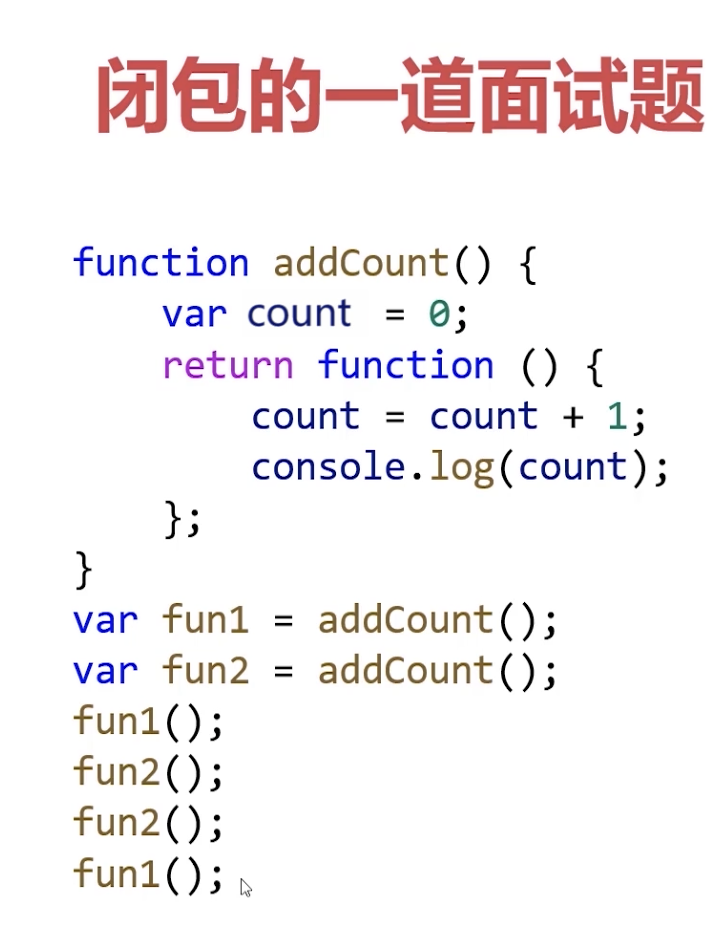 闭包的一道面试题
function addCount() {
    var count = 0;
    return function () {
        count = count + 1;
        console.log(count);
    };
}
var fun1 = addCount();
var fun2 = addCount();
fun1();
fun2();
fun2();
fun1();